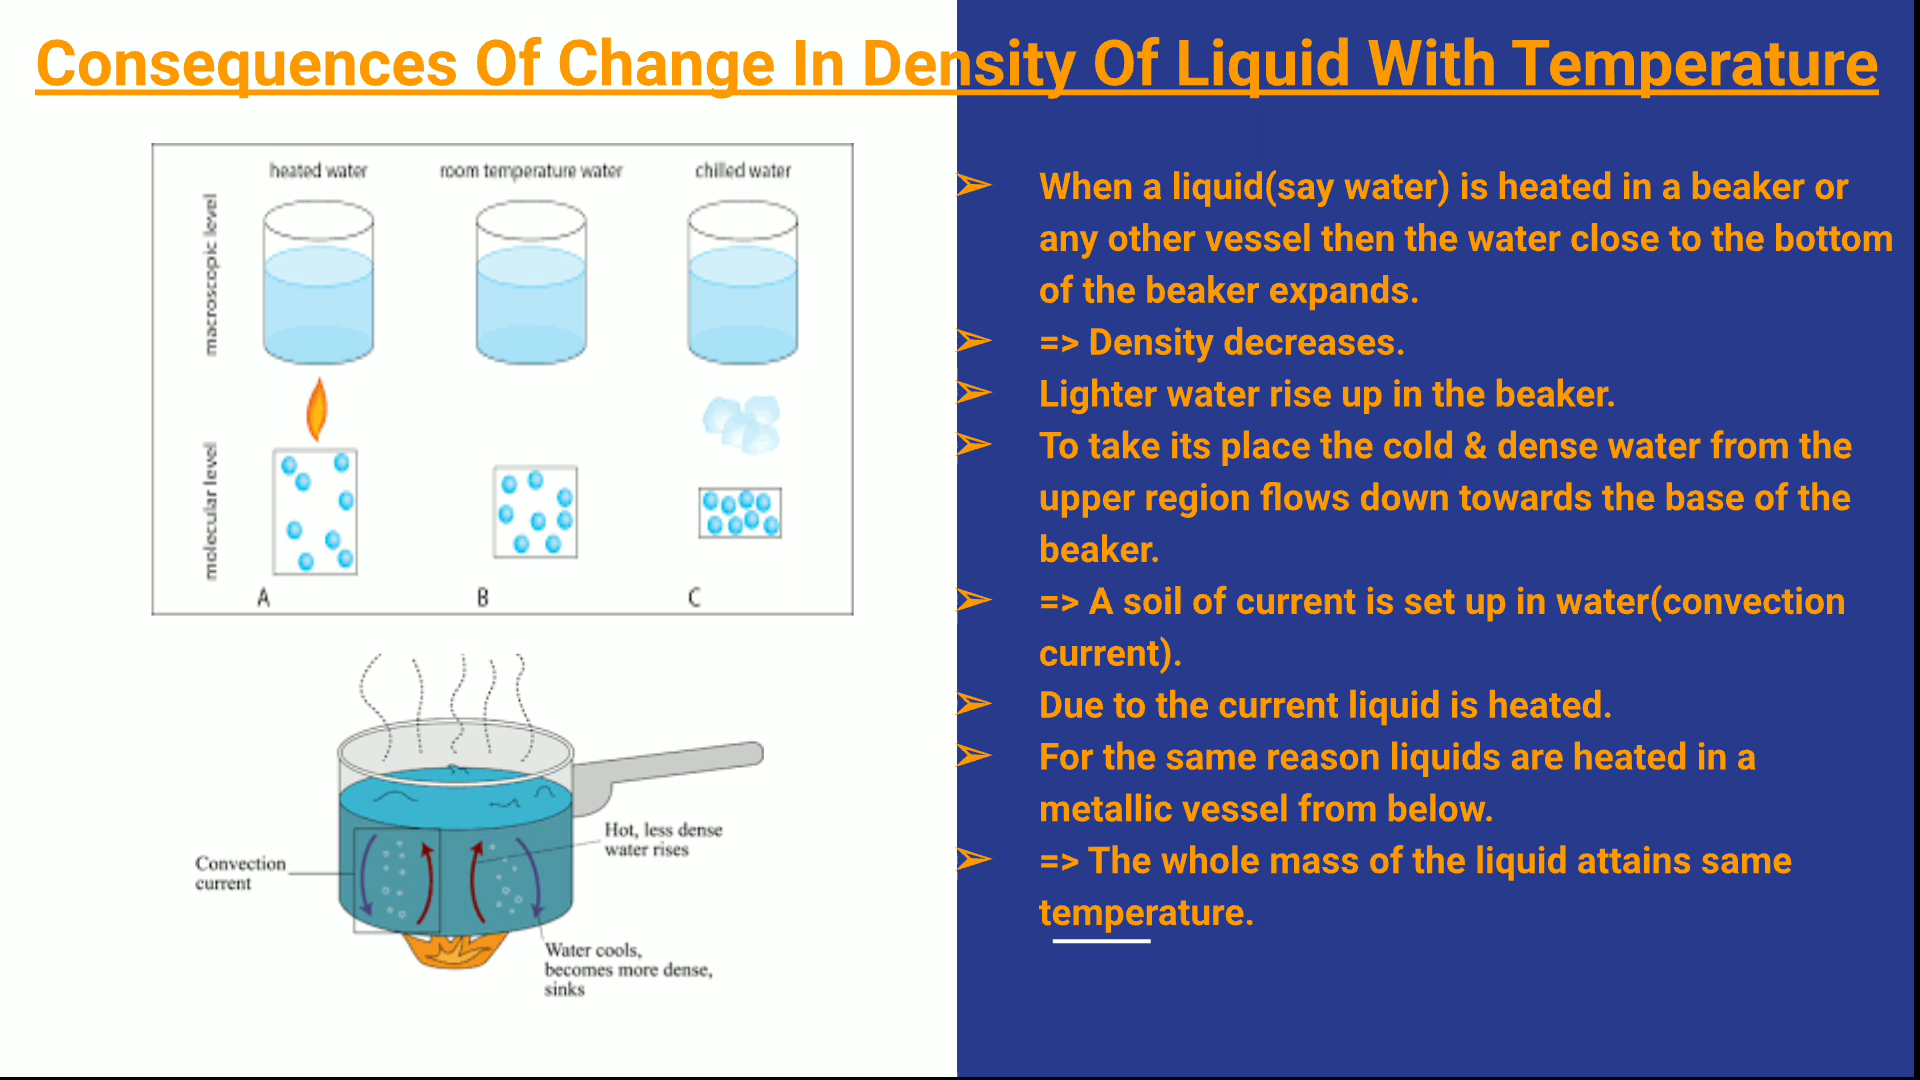 Consequences Of Change In Density Of Liquid With Temperature
heated water
room temperature water
chilled water
macroscopic level
molecular level
A
B
C
Convection
current
Hot, less dense
water rises
Water cools,
becomes more dense,
sinks
➢ When a liquid(say water) is heated in a beaker or
any other vessel then the water close to the bottom
of the beaker expands.
➢ => Density decreases.
➢ Lighter water rise up in the beaker.
➢ To take its place the cold & dense water from the
upper region flows down towards the base of the
beaker.
➢ => A soil of current is set up in water(convection
current).
➢ Due to the current liquid is heated.
➢ For the same reason liquids are heated in a
metallic vessel from below.
➢ => The whole mass of the liquid attains same
temperature.